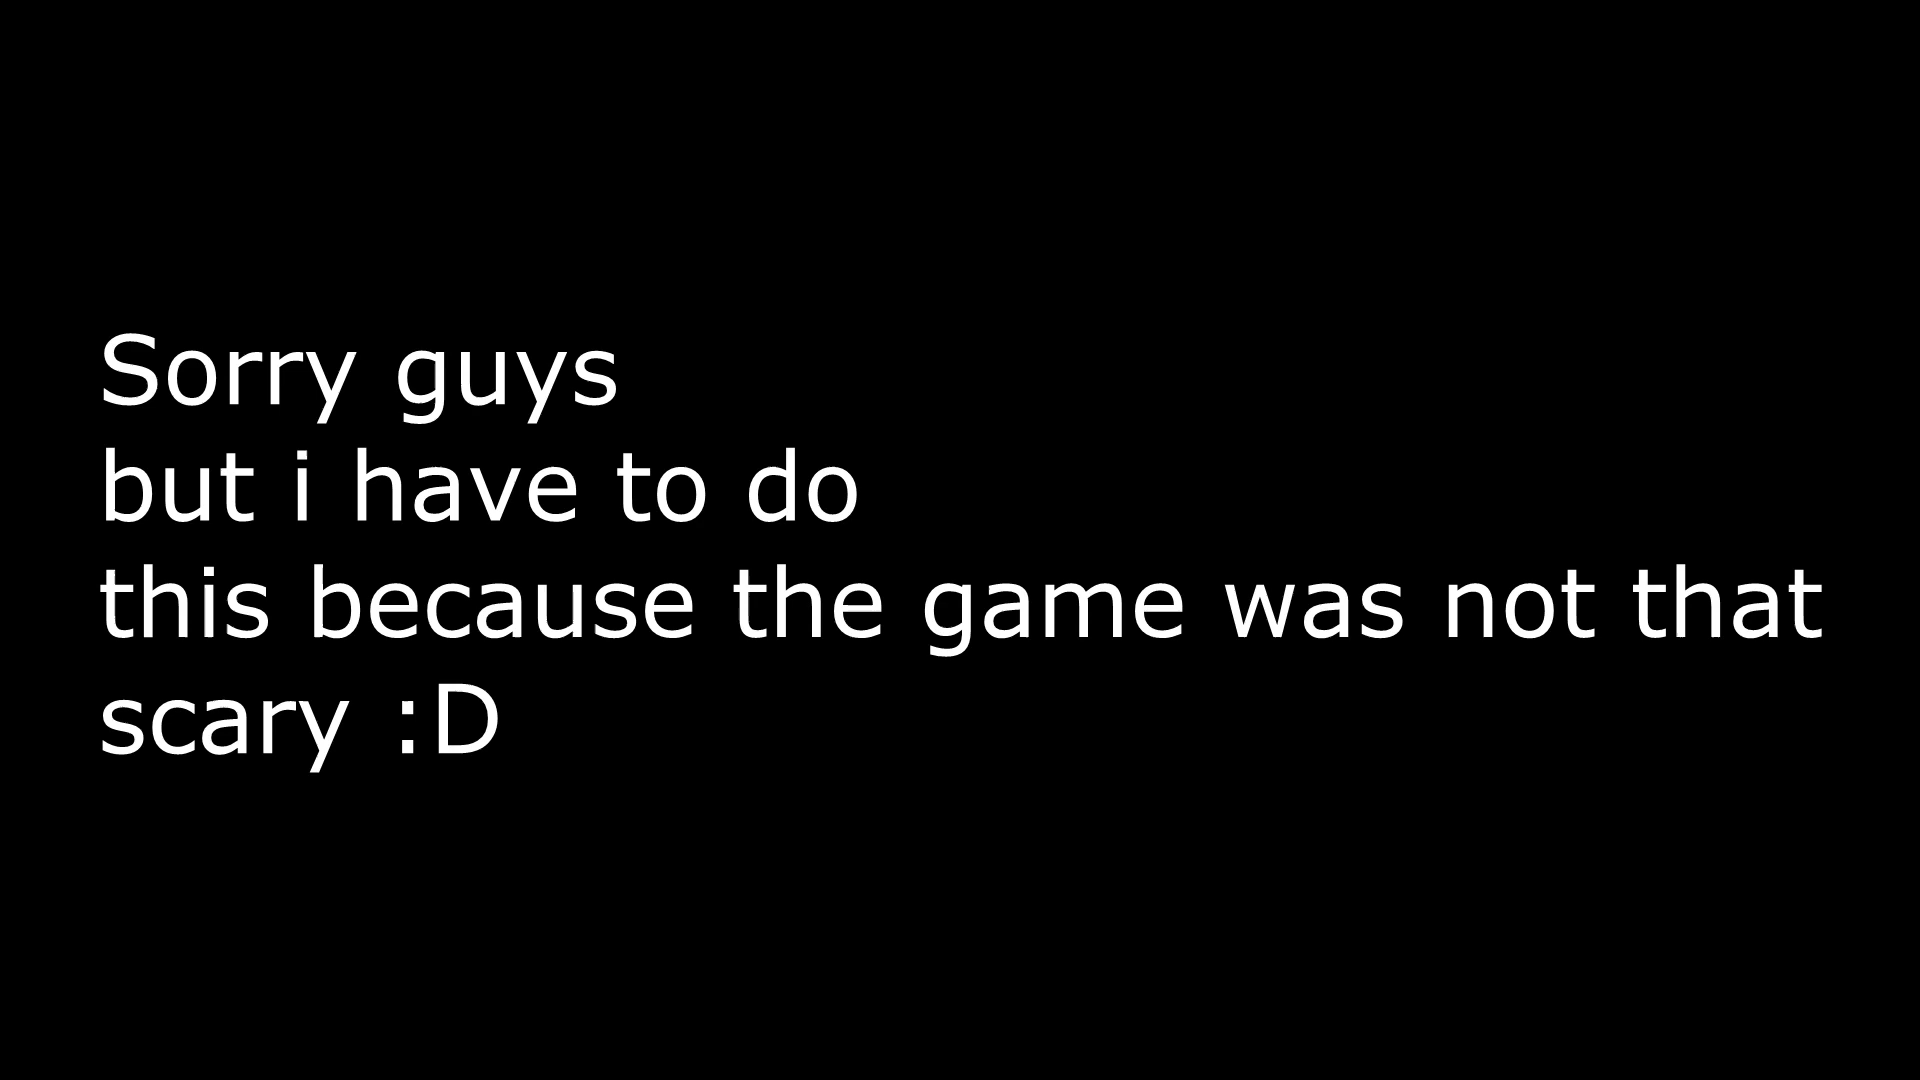 Sorry guys
but i have to do
this because the game was not that
scary :D